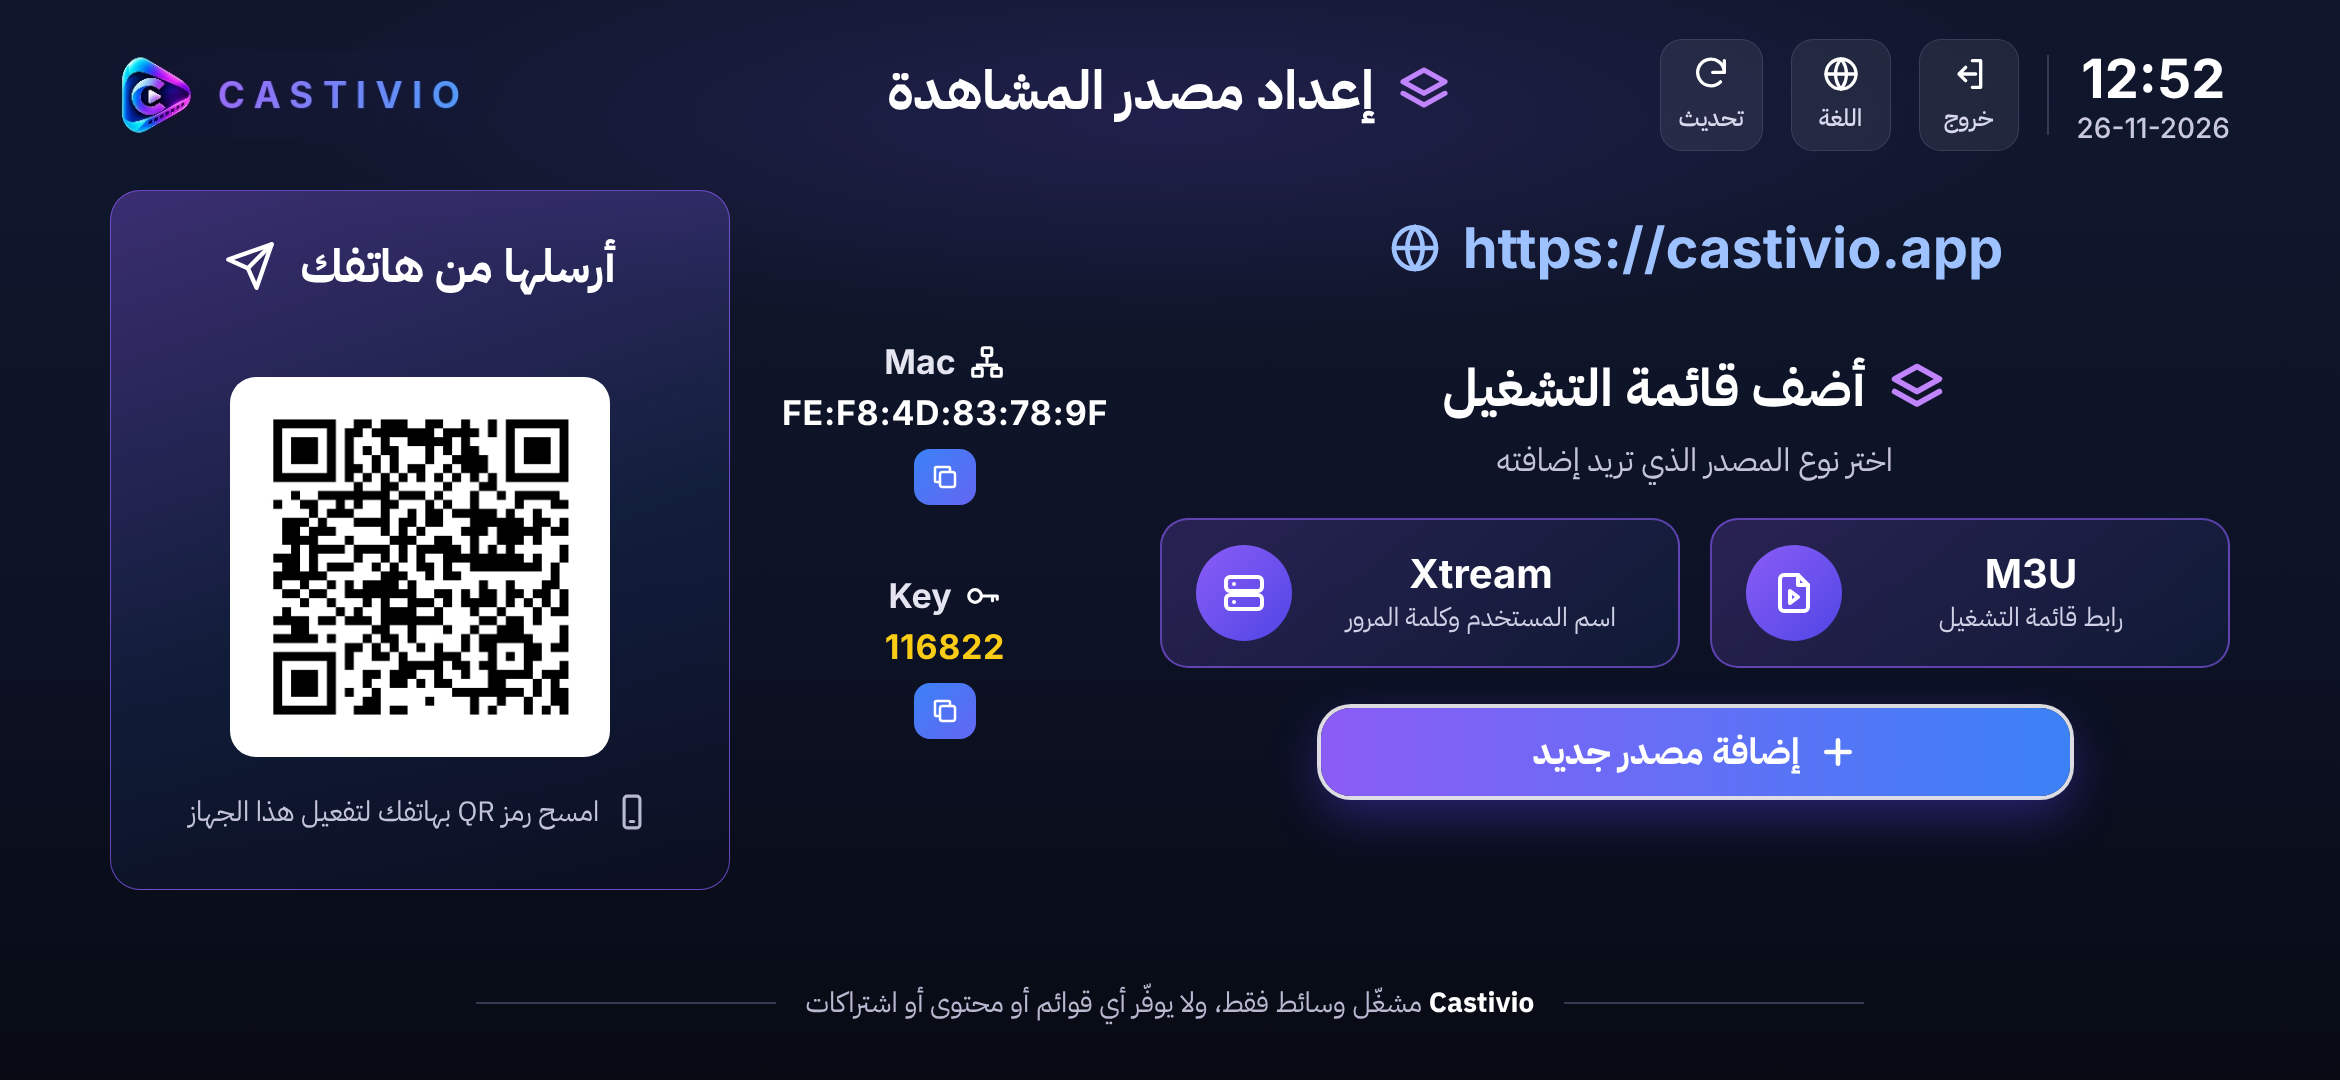 12:52
26-11-2026
خروج
اللغة
تحديث
إعداد مصدر المشاهدة
CASTIVIO
https://castivio.app
أضف قائمة التشغيل
اختر نوع المصدر الذي تريد إضافته
M3U
رابط قائمة التشغيل
Xtream
اسم المستخدم وكلمة المرور
إضافة مصدر جديد
Mac
FE:F8:4D:83:78:9F
Key
116822
أرسلها من هاتفك
امسح رمز QR بهاتفك لتفعيل هذا الجهاز
Castivio مشغّل وسائط فقط، ولا يوفّر أي قوائم أو محتوى أو اشتراكات